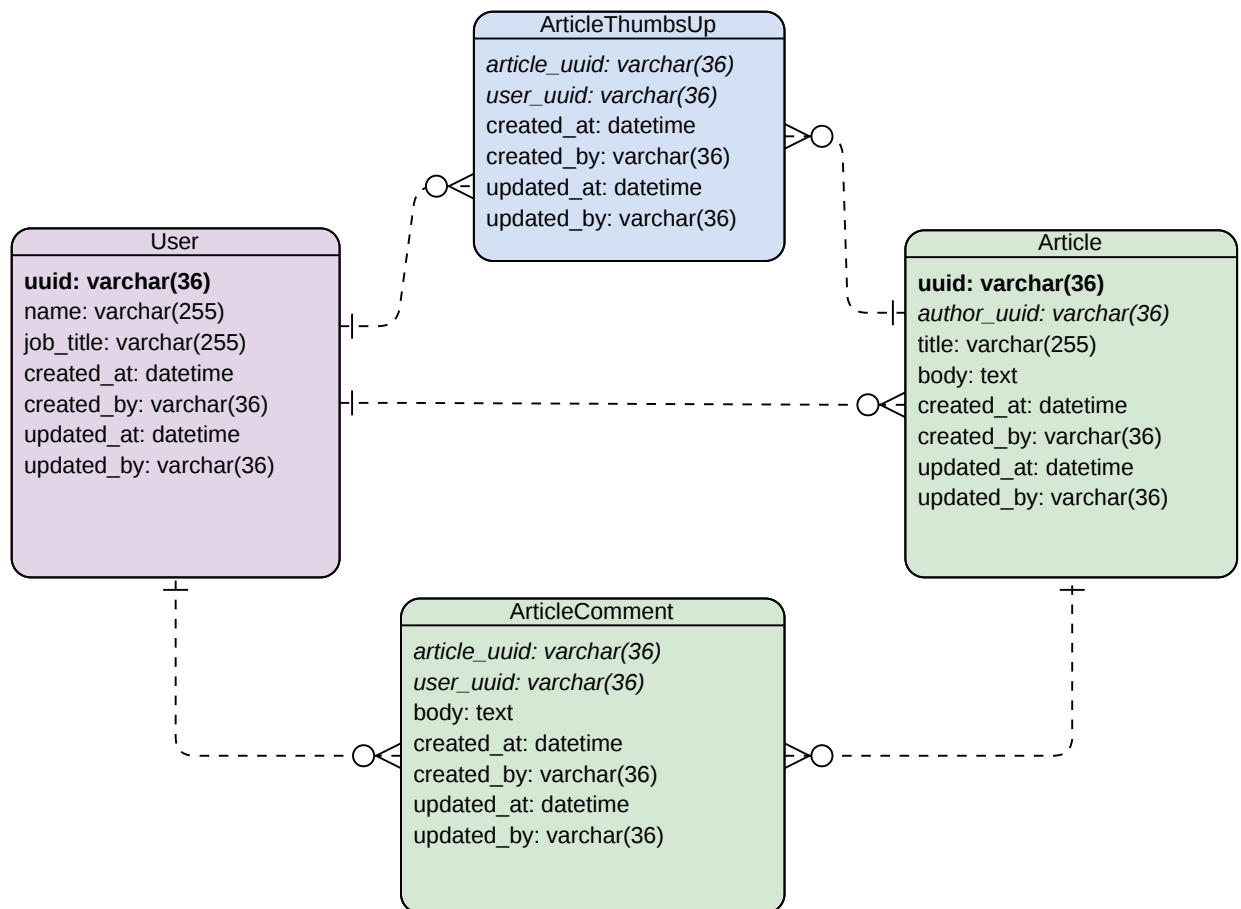 ArticleThumbsUp
article_uuid: varchar(36)
user_uuid: varchar(36)
created_at: datetime
created_by: varchar(36)
updated_at: datetime
updated_by: varchar(36)
User
uuid: varchar(36)
name: varchar(255)
job_title: varchar(255)
created_at: datetime
created_by: varchar(36)
updated_at: datetime
updated_by: varchar(36)
Article
uuid: varchar(36)
author_uuid: varchar(36)
title: varchar(255)
body: text
created_at: datetime
created_by: varchar(36)
updated_at: datetime
updated_by: varchar(36)
ArticleComment
article_uuid: varchar(36)
user_uuid: varchar(36)
body: text
created_at: datetime
created_by: varchar(36)
updated_at: datetime
updated_by: varchar(36)